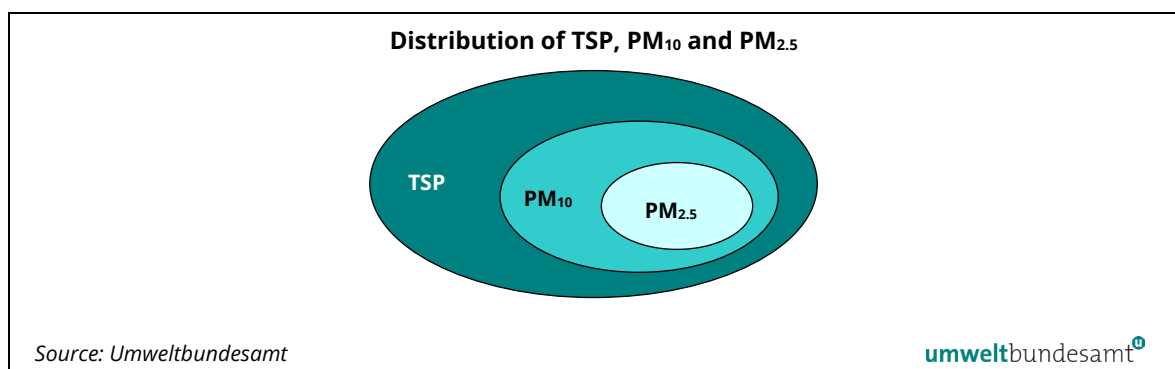 Distribution of TSP, PM₁₀ and PM₂.₅
TSP
PM₁₀
PM₂.₅
Source: Umweltbundesamt
umweltbundesamt ᵁ